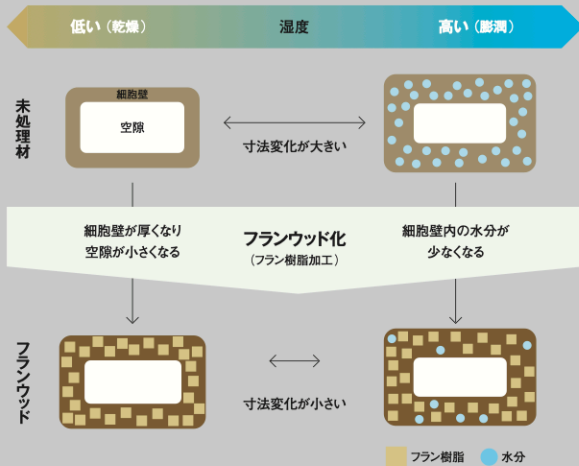 低い（乾燥）
湿度
高い（膨潤）
未処理材
細胞壁
空隙
寸法変化が大きい
細胞壁が厚くなり
空隙が小さくなる
フランウッド化
（フラン樹脂加工）
細胞壁内の水分が
少なくなる
フランウッド
寸法変化が小さい
フラン樹脂
水分